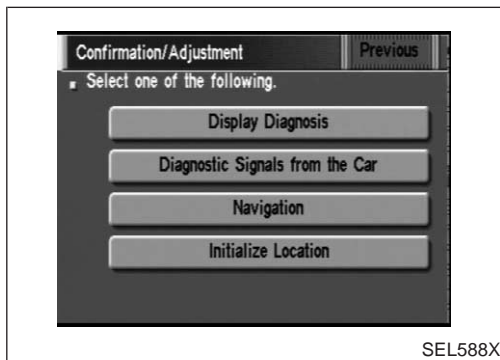 Confirmation/Adjustment Previous
Select one of the following.
Display Diagnosis
Diagnostic Signals from the Car
Navigation
Initialize Location
SEL588X